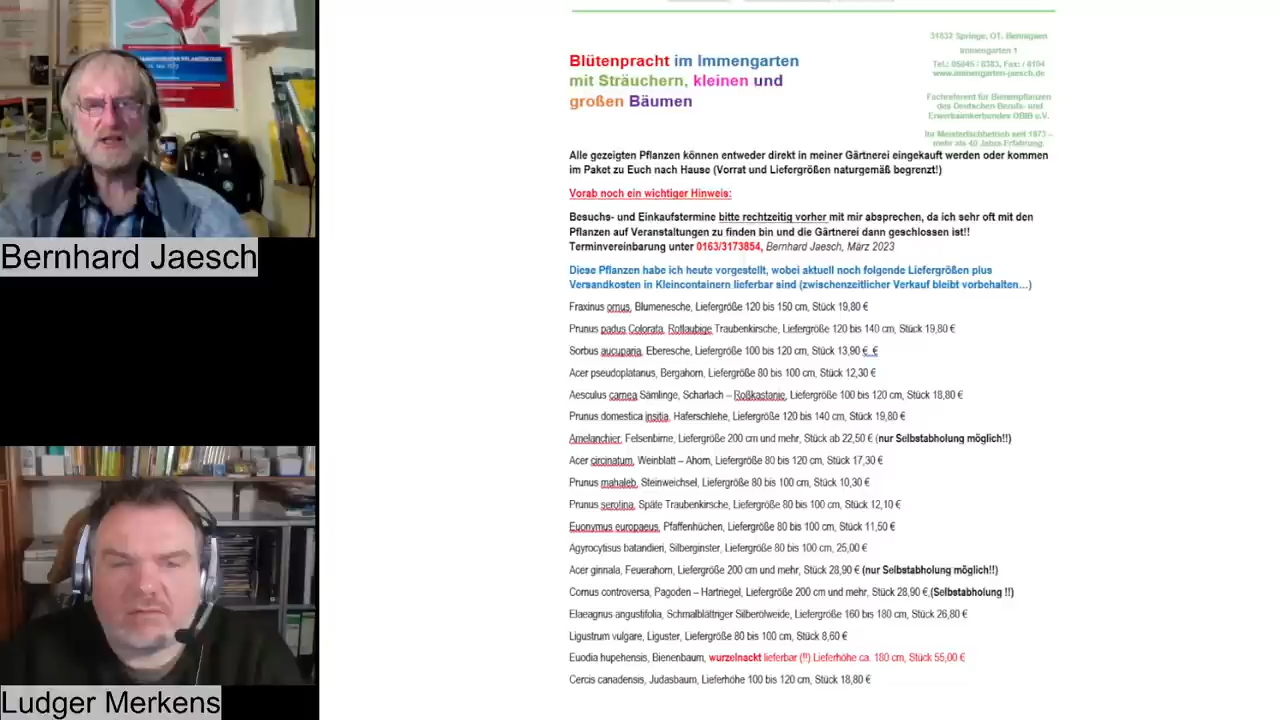 Bernhard Jaesch
Ludger Merkens
31832 Springe, OT. Bennigsen
Immengarten 1
Tel.: 05045 / 8383, Fax: / 8104
www.immengarten-jaesch.de
Fachreferent für Bienenpflanzen
des Deutschen Berufs- und
Erwerbsimkerbundes DBIB e.V.
Ihr Meisterfachbetrieb seit 1973 –
mehr als 40 Jahre Erfahrung.
Blütenpracht im Immengarten
mit Sträuchern, kleinen und
großen Bäumen
Alle gezeigten Pflanzen können entweder direkt in meiner Gärtnerei eingekauft werden oder kommen
im Paket zu Euch nach Hause (Vorrat und Liefergrößen naturgemäß begrenzt!)
Vorab noch ein wichtiger Hinweis:
Besuchs- und Einkaufstermine bitte rechtzeitig vorher mit mir absprechen, da ich sehr oft mit den
Pflanzen auf Veranstaltungen zu finden bin und die Gärtnerei dann geschlossen ist!!
Terminvereinbarung unter 0163/3173854, Bernhard Jaesch, März 2023
Diese Pflanzen habe ich heute vorgestellt, wobei aktuell noch folgende Liefergrößen plus
Versandkosten in Kleincontainern lieferbar sind (zwischenzeitlicher Verkauf bleibt vorbehalten…)
Fraxinus ornus, Blumenesche, Liefergröße 120 bis 150 cm, Stück 19,80 €
Prunus padus Colorata, Rotlaubige Traubenkirsche, Liefergröße 120 bis 140 cm, Stück 19,80 €
Sorbus aucuparia, Eberesche, Liefergröße 100 bis 120 cm, Stück 13,90 €. €
Acer pseudoplatanus, Bergahorn, Liefergröße 80 bis 100 cm, Stück 12,30 €
Aesculus carnea Sämlinge, Scharlach – Roßkastanie, Liefergröße 100 bis 120 cm, Stück 18,80 €
Prunus domestica insitia, Haferschlehe, Liefergröße 120 bis 140 cm, Stück 19,80 €
Amelanchier, Felsenbirne, Liefergröße 200 cm und mehr, Stück ab 22,50 € (nur Selbstabholung möglich!!)
Acer circinatum, Weinblatt – Ahorn, Liefergröße 80 bis 120 cm, Stück 17,30 €
Prunus mahaleb, Steinweichsel, Liefergröße 80 bis 100 cm, Stück 10,30 €
Prunus serotina, Späte Traubenkirsche, Liefergröße 80 bis 100 cm, Stück 12,10 €
Euonymus europaeus, Pfaffenhüchen, Liefergröße 80 bis 100 cm, Stück 11,50 €
Agyrocytisus batandieri, Silberginster, Liefergröße 80 bis 100 cm, 25,00 €
Acer ginnala, Feuerahorn, Liefergröße 200 cm und mehr, Stück 28,90 € (nur Selbstabholung möglich!!)
Cornus controversa, Pagoden – Hartriegel, Liefergröße 200 cm und mehr, Stück 28,90 €,(Selbstabholung !!)
Elaeagnus angustifolia, Schmalblättriger Silberölweide, Liefergröße 160 bis 180 cm, Stück 26,80 €
Ligustrum vulgare, Liguster, Liefergröße 80 bis 100 cm, Stück 8,60 €
Euodia hupehensis, Bienenbaum, wurzelnackt lieferbar (!!) Lieferhöhe ca. 180 cm, Stück 55,00 €
Cercis canadensis, Judasbaum, Lieferhöhe 100 bis 120 cm, Stück 18,80 €